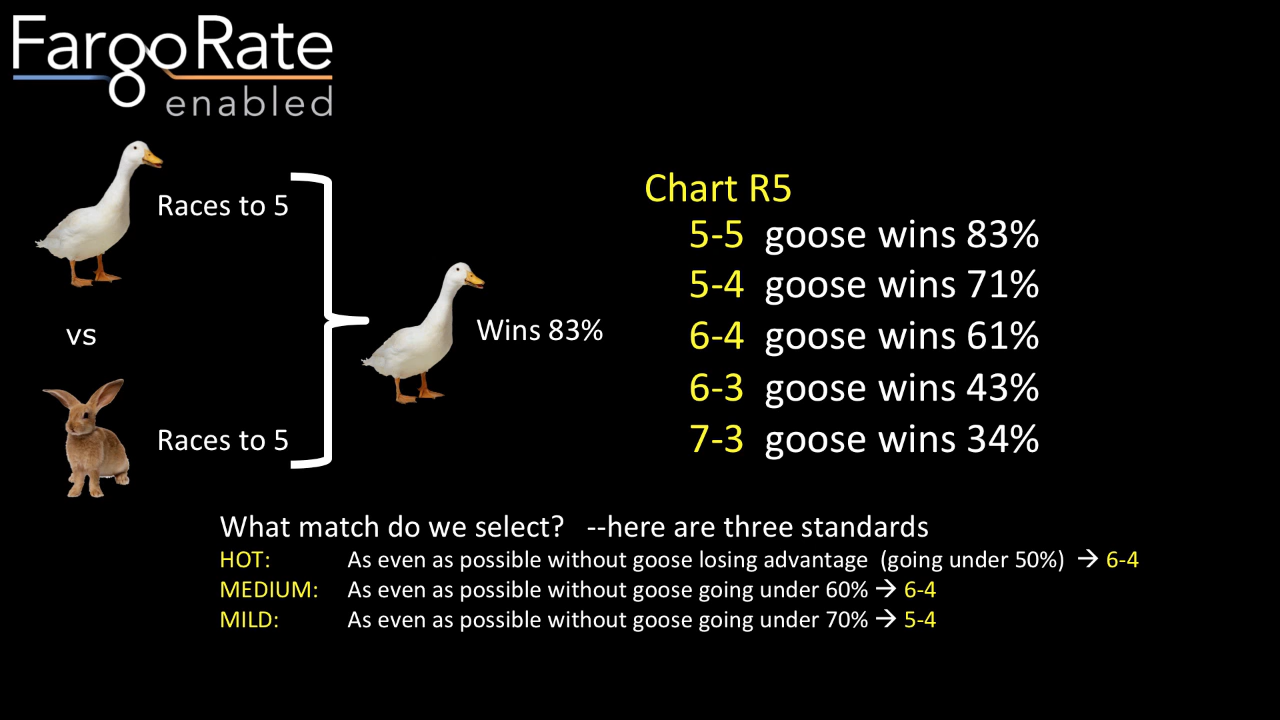 FargoRate
enabled
Races to 5
vs
Races to 5
Wins 83%
Chart R5
5-5 goose wins 83%
5-4 goose wins 71%
6-4 goose wins 61%
6-3 goose wins 43%
7-3 goose wins 34%
What match do we select? --here are three standards
HOT: As even as possible without goose losing advantage (going under 50%) → 6-4
MEDIUM: As even as possible without goose going under 60% → 6-4
MILD: As even as possible without goose going under 70% → 5-4